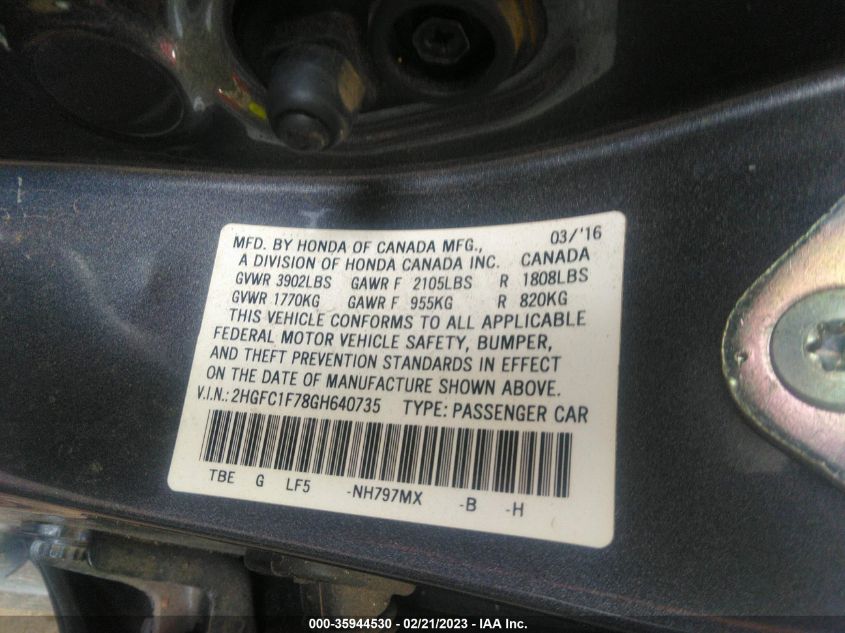 MFD. BY HONDA OF CANADA MFG., 03/'16
A DIVISION OF HONDA CANADA INC. CANADA
GVWR 3902LBS GAWR F 2105LBS R 1808LBS
GVWR 1770KG GAWR F 955KG R 820KG
THIS VEHICLE CONFORMS TO ALL APPLICABLE
FEDERAL MOTOR VEHICLE SAFETY, BUMPER,
AND THEFT PREVENTION STANDARDS IN EFFECT
ON THE DATE OF MANUFACTURE SHOWN ABOVE.
V.I.N.: 2HGFC1F78GH640735 TYPE: PASSENGER CAR
TBE G LF5 -NH797MX -B -H
000-35944530 — 02/21/2023 — IAA Inc.